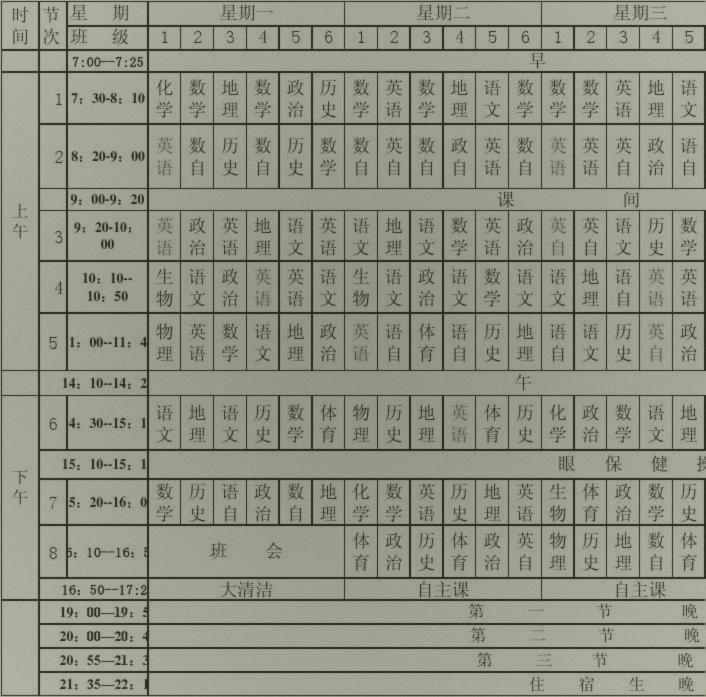 时间 节次 星期 星期一 星期二 星期三
班级 1 2 3 4 5 6 1 2 3 4 5 6 1 2 3 4 5
7:00--7:25 早
上午
1 7：30-8：10 化学 数学 地理 数学 政治 历史 数学 英语 数学 地理 语文 数学 数学 数学 英语 地理 语文
2 8：20-9：00 英语 数自 历史 数自 历史 数学 数自 英自 数自 政自 英语 数自 英语 英语 英自 政治 语自
9：00-9：20 课 间
3 9：20-10：00 英语 政治 英语 地理 语文 英语 语文 地理 语文 数学 英语 政治 英自 英自 语文 历史 数学
4 10：10--10：50 生物 语文 政治 英语 英语 语文 生物 语文 政治 语文 数学 语文 语文 地理 语自 英语 英语
5 1：00--11：4 物理 英语 数学 语文 地理 政治 英语 语自 体育 语自 历史 地理 语自 语文 历史 英自 政治
14：10--14：2 午
下午
6 4：30--15：1 语文 地理 语文 历史 数学 体育 物理 历史 地理 英语 体育 历史 化学 政治 数学 语文 地理
15：10--15：1 眼 保 健 操
7 5：20--16：0 数学 历史 语自 政治 数自 地理 化学 数学 英语 历史 地理 英语 生物 体育 政治 数学 历史
8 6：10--16：5 班 会 体育 政治 历史 体育 政治 英自 物理 历史 地理 数自 体育
16：50--17:2 大清洁 自主课 自主课
19：00—19：5 第 一 节 晚
20：00—20：4 第 二 节 晚
20：55—21：3 第 三 节 晚
21：35—22：1 住 宿 生 晚